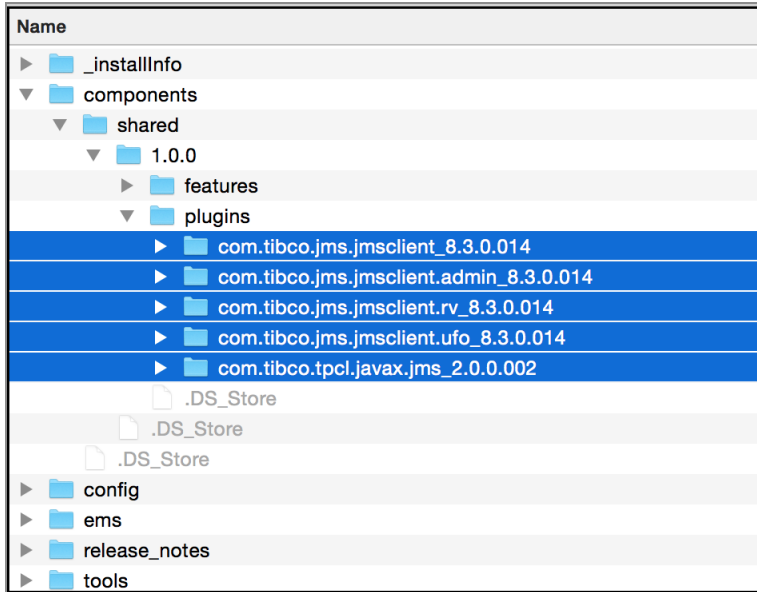 Name
_installInfo
components
shared
1.0.0
features
plugins
com.tibco.jms.jmsclient_8.3.0.014
com.tibco.jms.jmsclient.admin_8.3.0.014
com.tibco.jms.jmsclient.rv_8.3.0.014
com.tibco.jms.jmsclient.ufo_8.3.0.014
com.tibco.tpcl.javax.jms_2.0.0.002
.DS_Store
.DS_Store
.DS_Store
config
ems
release_notes
tools